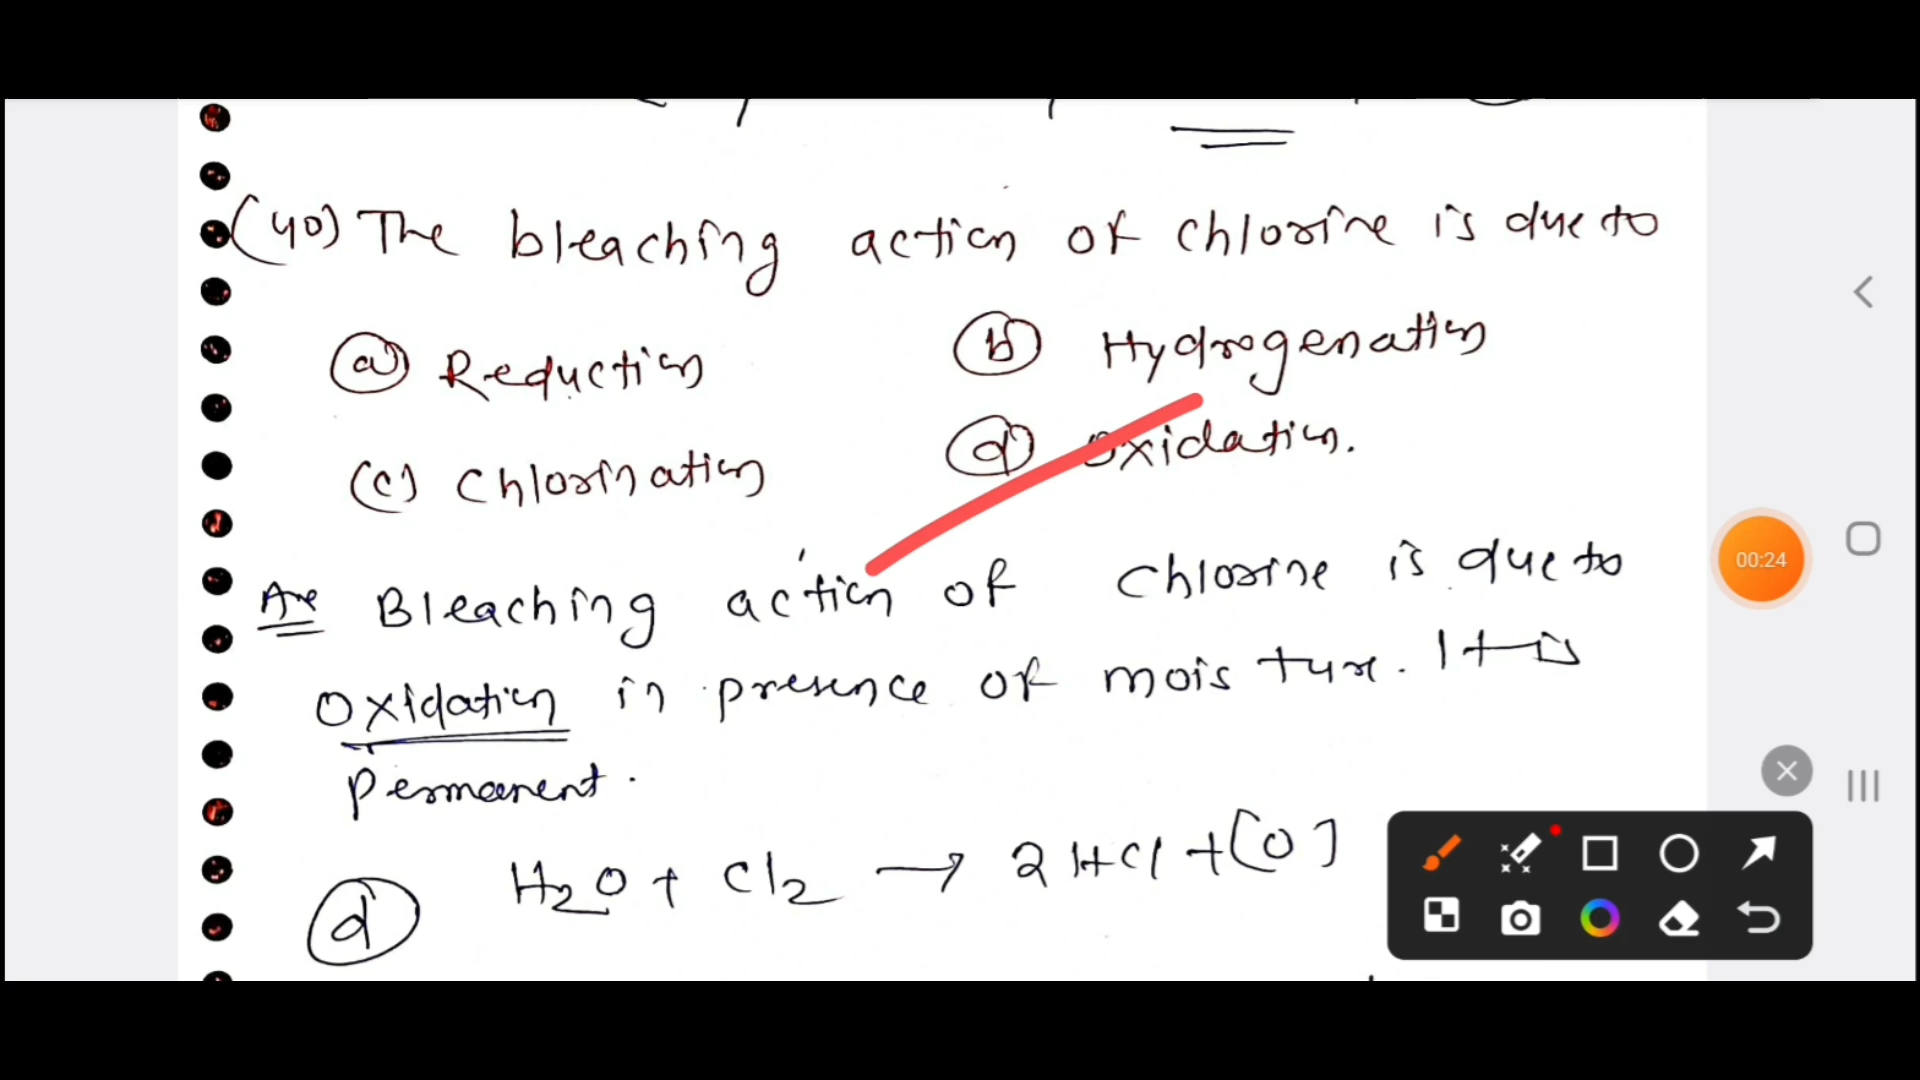 (40) The bleaching action of chlorine is due to
(a) Reduction (b) Hydrogenation
(c) Chlorination (d) Oxidation.
Ans Bleaching action of chlorine is due to
Oxidation in presence of moisture. It is
permanent.
(d) H₂O + Cl₂ → 2HCl + [O]
00:24